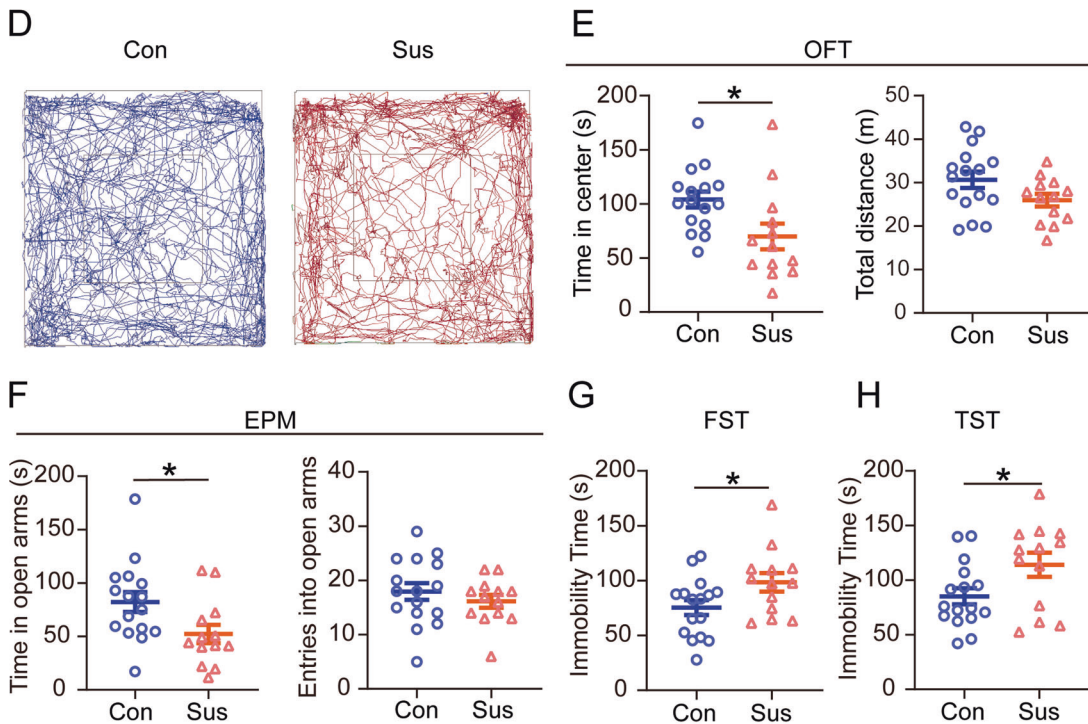 D
Con
Sus
E
OFT
Time in center (s)
200
150
100
50
0
*
Con
Sus
Total distance (m)
50
40
30
20
10
0
Con
Sus
F
EPM
Time in open arms (s)
200
150
100
50
0
*
Con
Sus
Entries into open arms
40
30
20
10
0
Con
Sus
G
FST
Immobility Time (s)
200
150
100
50
0
*
Con
Sus
H
TST
Immobility Time (s)
200
150
100
50
0
*
Con
Sus